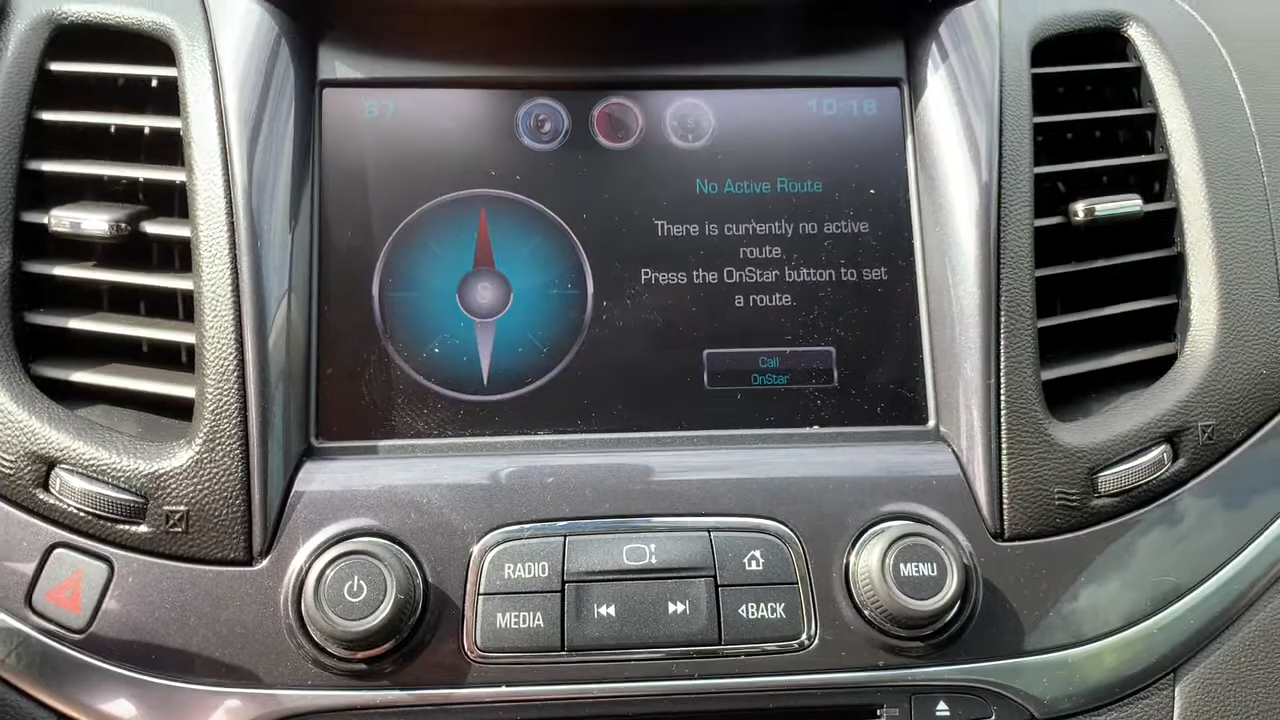 10:18
No Active Route
There is currently no active
route.
Press the OnStar button to set
a route.
Call
OnStar
RADIO
MEDIA
BACK
MENU